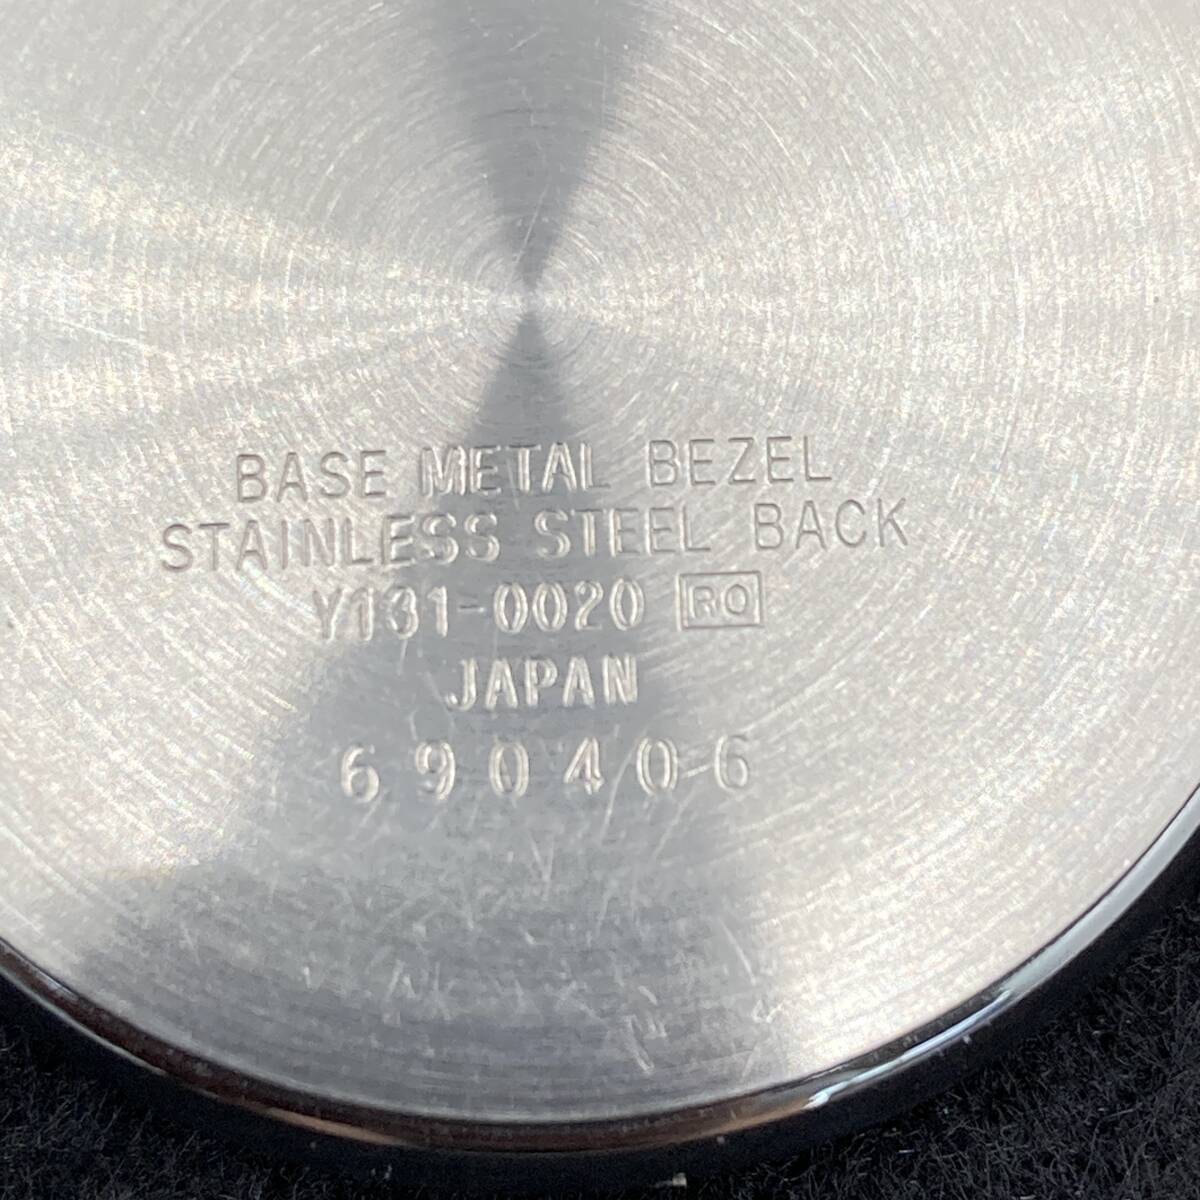 BASE METAL BEZEL
STAINLESS STEEL BACK
Y131-0020 RO
JAPAN
690406